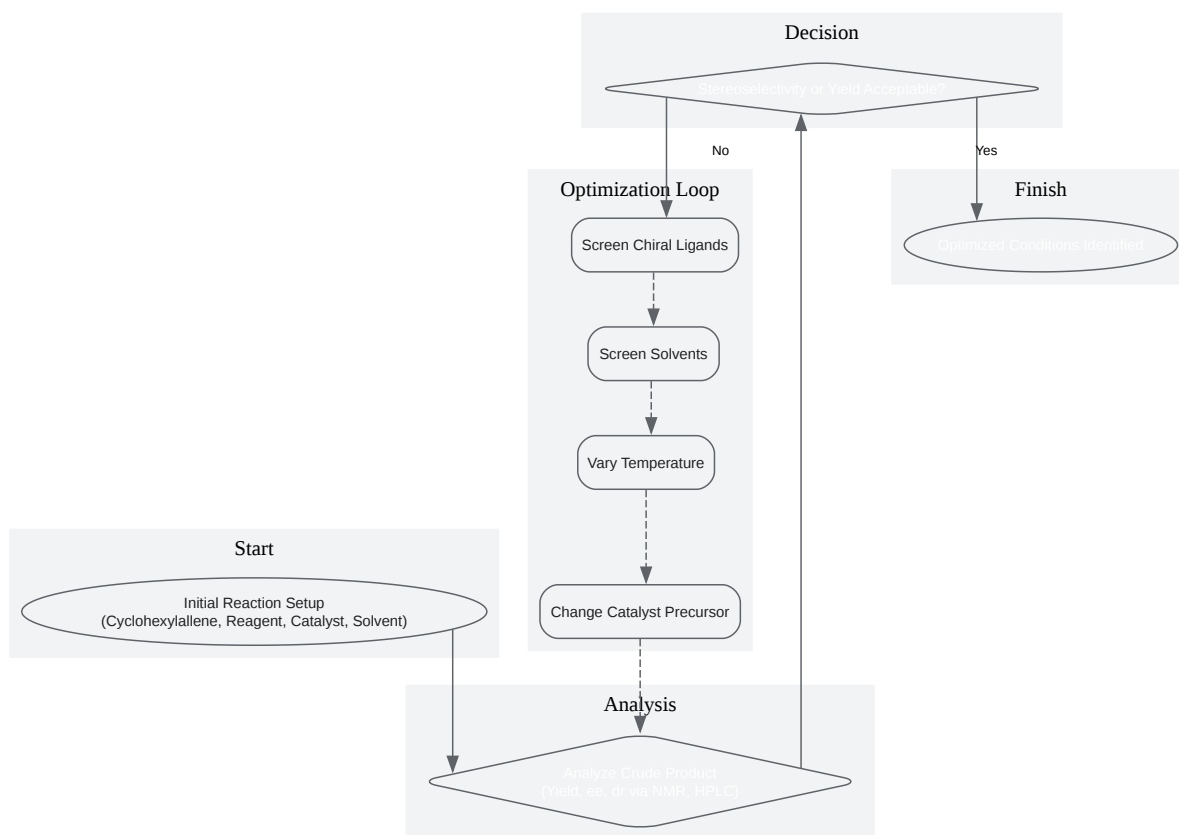 Decision
Stereoselectivity or Yield Acceptable?
No
Yes
Optimization Loop
Finish
Screen Chiral Ligands
Optimized Conditions Identified
Screen Solvents
Vary Temperature
Start
Initial Reaction Setup
(Cyclohexylallene, Reagent, Catalyst, Solvent)
Change Catalyst Precursor
Analysis
Analyze Crude Product
(Yield, ee, dr via NMR, HPLC)